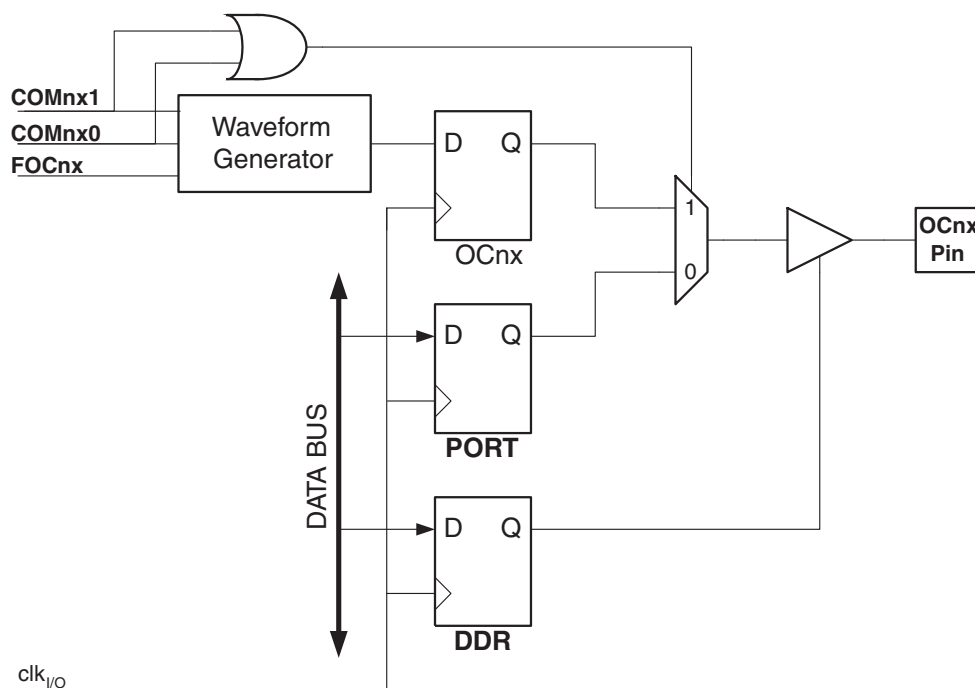 COMnx1
COMnx0
FOCnx
Waveform
Generator
D Q
OCnx
1
0
OCnx
Pin
D Q
PORT
DATA BUS
D Q
DDR
clkI/O